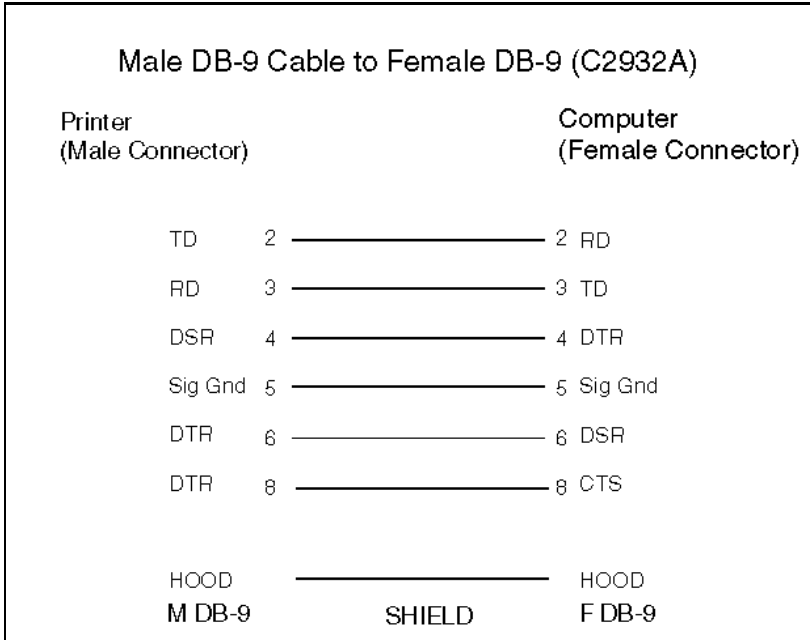 Male DB-9 Cable to Female DB-9 (C2932A)
Printer
(Male Connector)
Computer
(Female Connector)
TD 2 2 RD
RD 3 3 TD
DSR 4 4 DTR
Sig Gnd 5 5 Sig Gnd
DTR 6 6 DSR
DTR 8 8 CTS
HOOD HOOD
M DB-9 SHIELD F DB-9